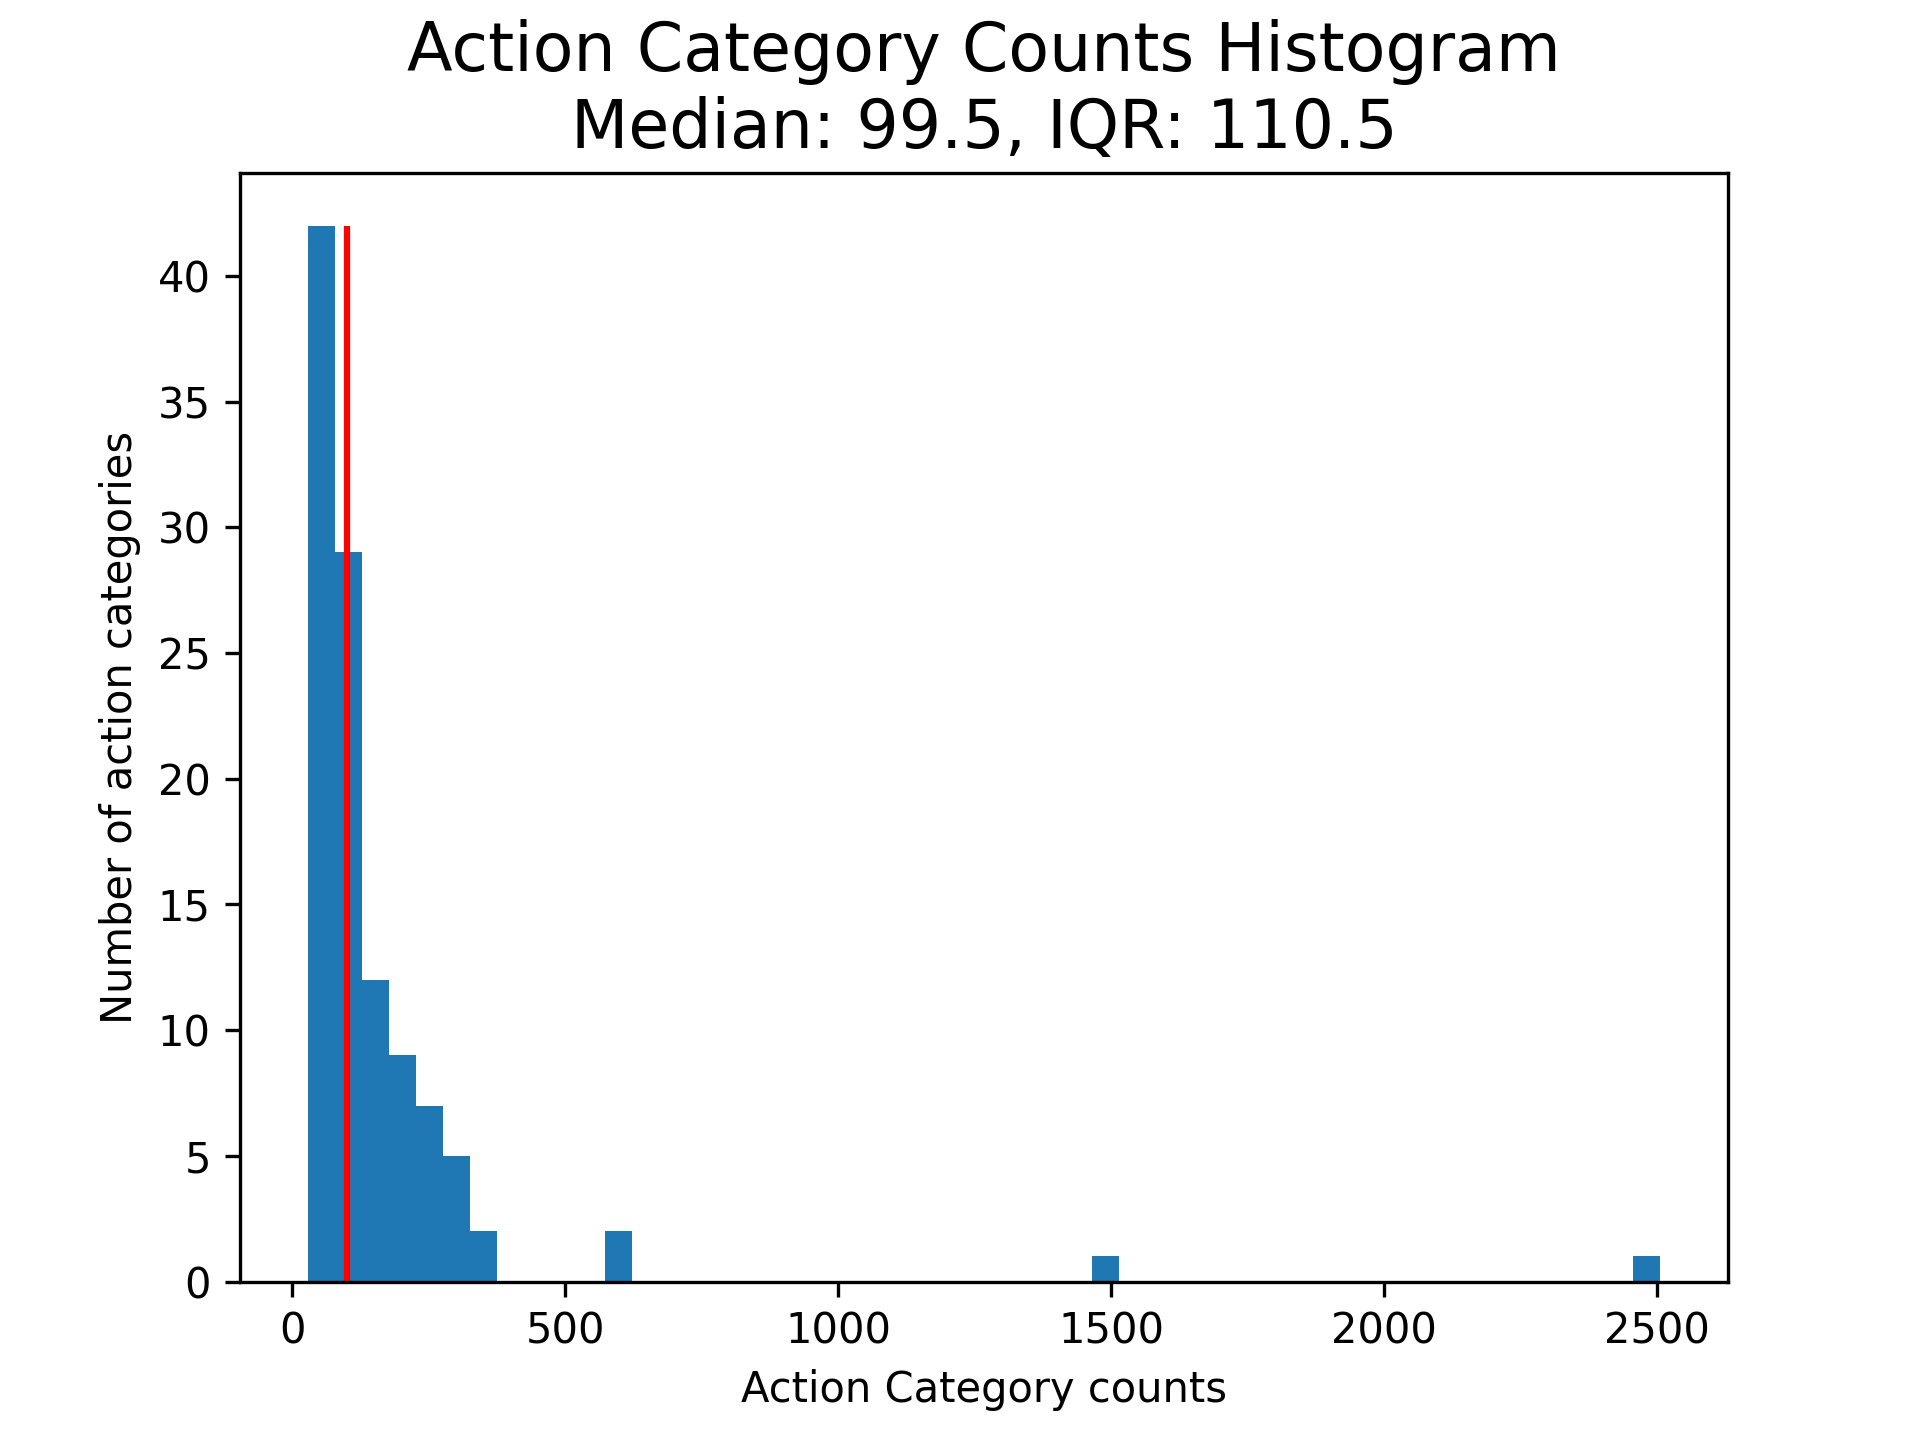 Action Category Counts Histogram
Median: 99.5, IQR: 110.5
Number of action categories
40
35
30
25
20
15
10
5
0
0 500 1000 1500 2000 2500
Action Category counts